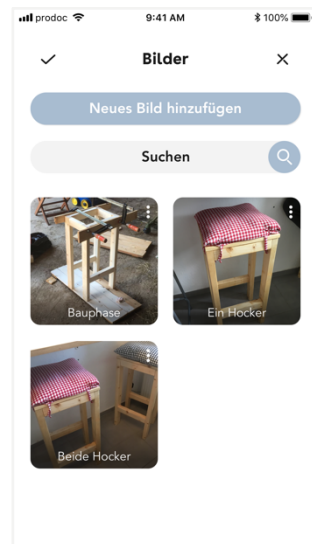 prodoc 9:41 AM 100%
Bilder
Neues Bild hinzufügen
Suchen
Bauphase Ein Hocker
Beide Hocker